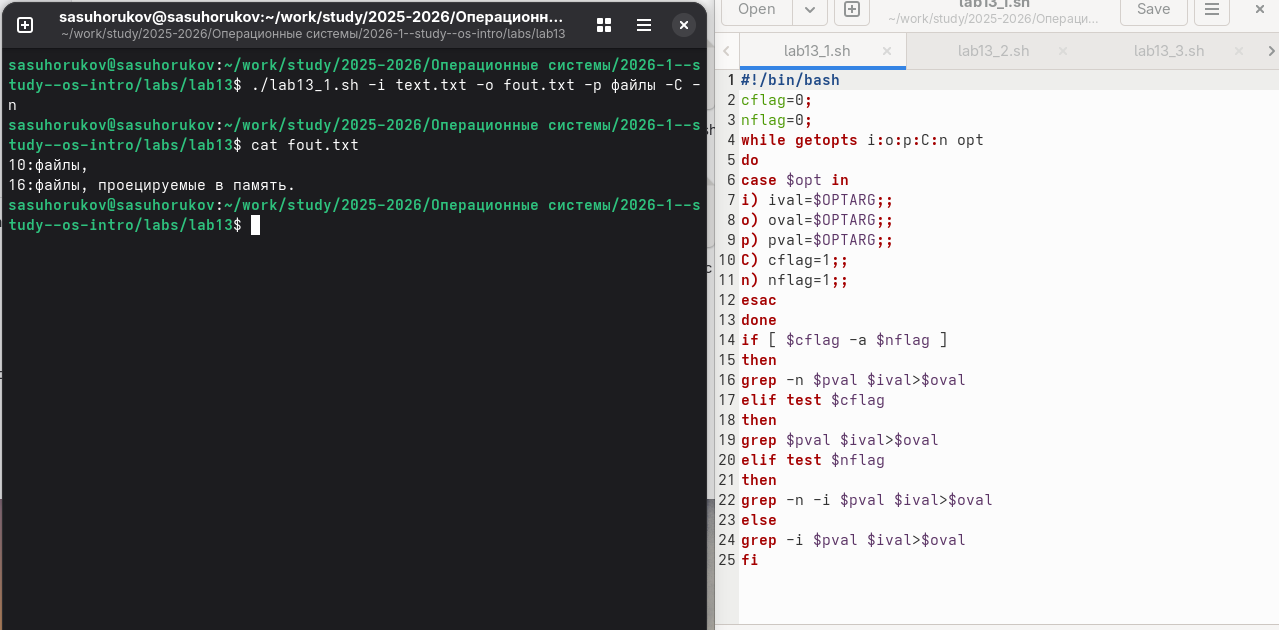 sasuhorukov@sasuhorukov:~/work/study/2025-2026/Операционн...
~/work/study/2025-2026/Операционные системы/2026-1--study--os-intro/labs/lab13
sasuhorukov@sasuhorukov:~/work/study/2025-2026/Операционные системы/2026-1--s
tudy--os-intro/labs/lab13$ ./lab13_1.sh -i text.txt -o fout.txt -p файлы -C -
n
sasuhorukov@sasuhorukov:~/work/study/2025-2026/Операционные системы/2026-1--s
tudy--os-intro/labs/lab13$ cat fout.txt
10:файлы,
16:файлы, проецируемые в память.
sasuhorukov@sasuhorukov:~/work/study/2025-2026/Операционные системы/2026-1--s
tudy--os-intro/labs/lab13$
Open
lab13_1.sh
~/work/study/2025-2026/Операци...
Save
lab13_1.sh
lab13_2.sh
lab13_3.sh
1 #!/bin/bash
2 cflag=0;
3 nflag=0;
4 while getopts i:o:p:C:n opt
5 do
6 case $opt in
7 i) ival=$OPTARG;;
8 o) oval=$OPTARG;;
9 p) pval=$OPTARG;;
10 C) cflag=1;;
11 n) nflag=1;;
12 esac
13 done
14 if [ $cflag -a $nflag ]
15 then
16 grep -n $pval $ival>$oval
17 elif test $cflag
18 then
19 grep $pval $ival>$oval
20 elif test $nflag
21 then
22 grep -n -i $pval $ival>$oval
23 else
24 grep -i $pval $ival>$oval
25 fi